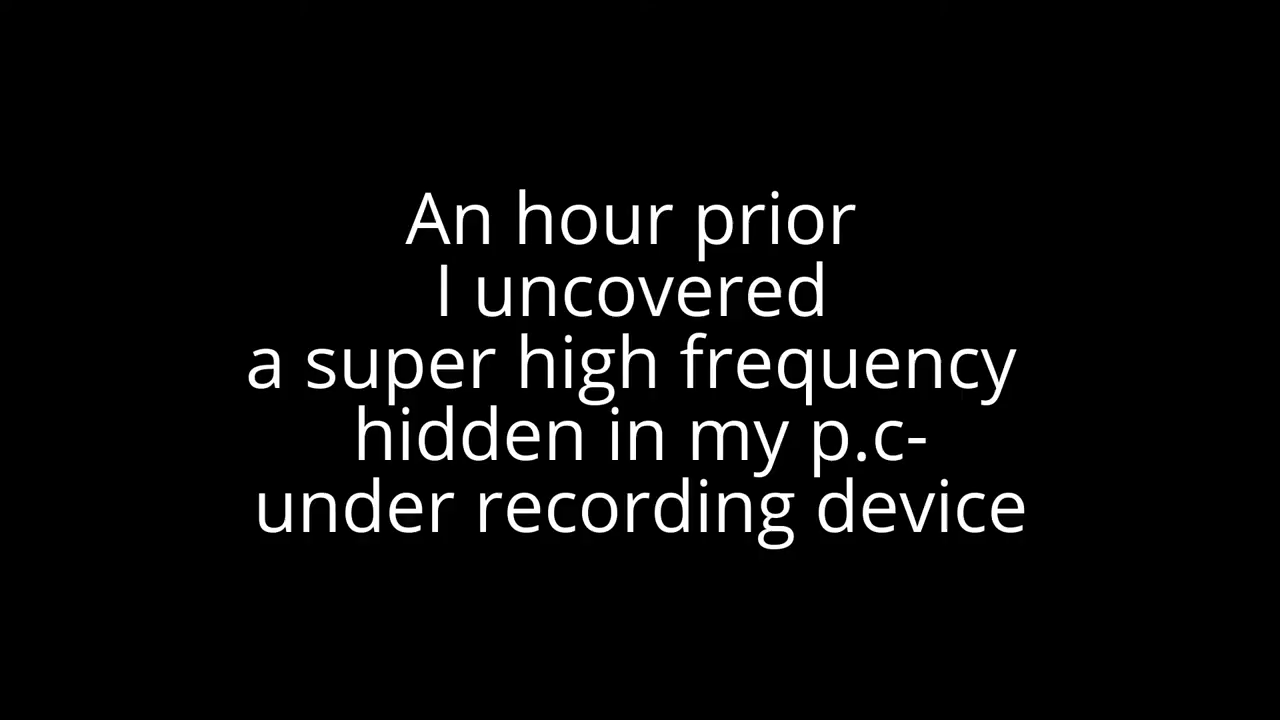 An hour prior
I uncovered
a super high frequency
hidden in my p.c-
under recording device